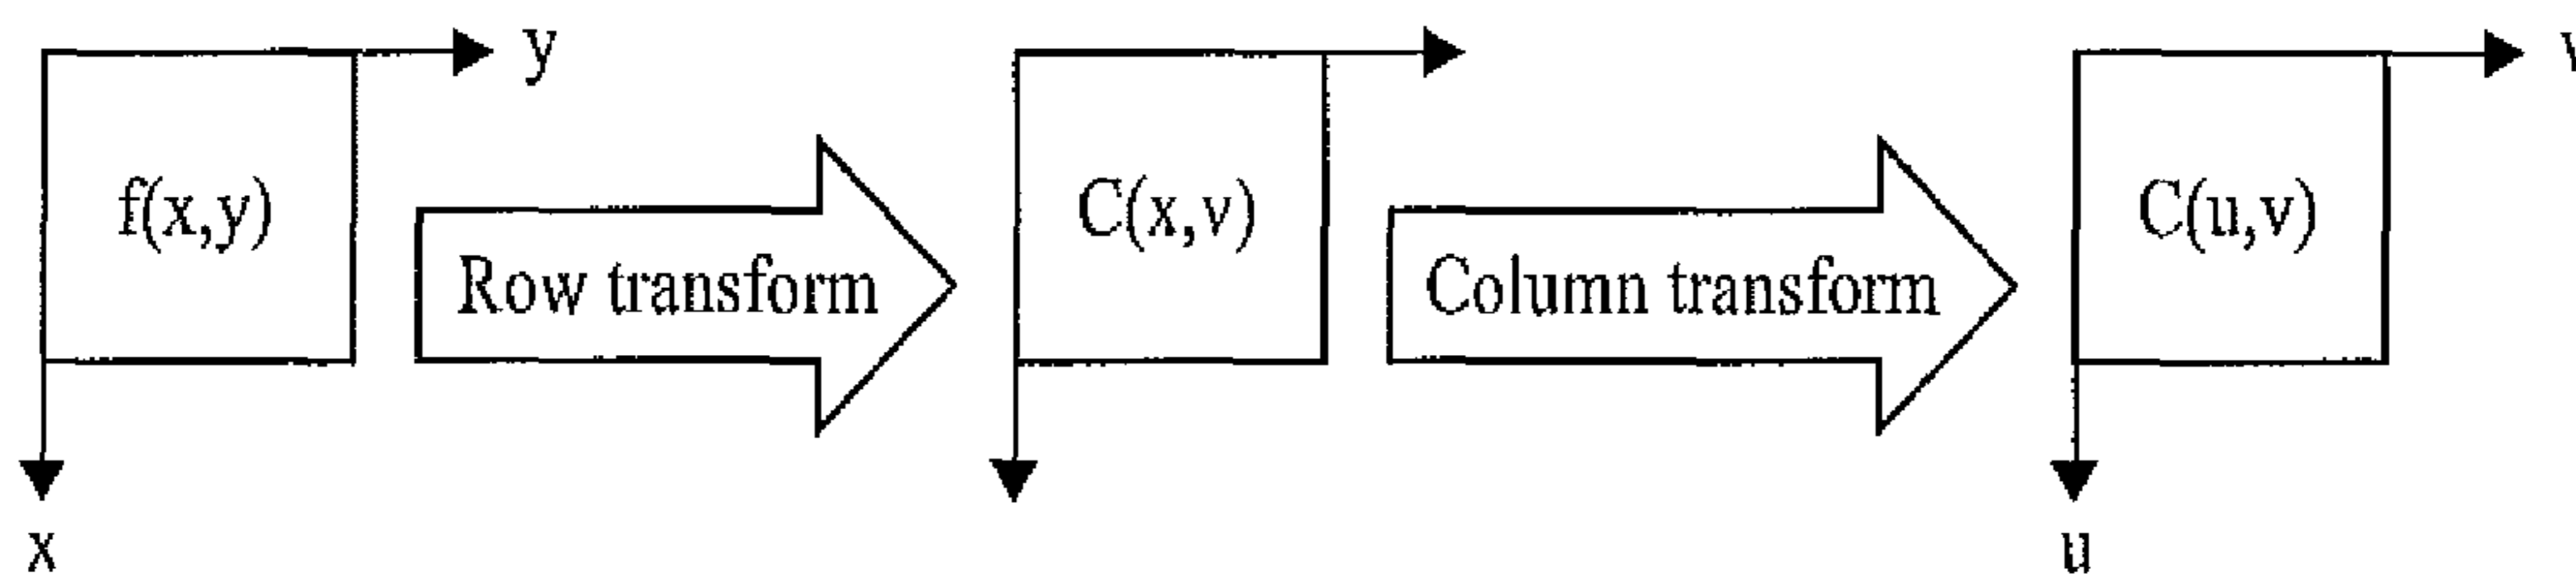 y
v
f(x,y)
C(x,v)
C(u,v)
Row transform
Column transform
x
u